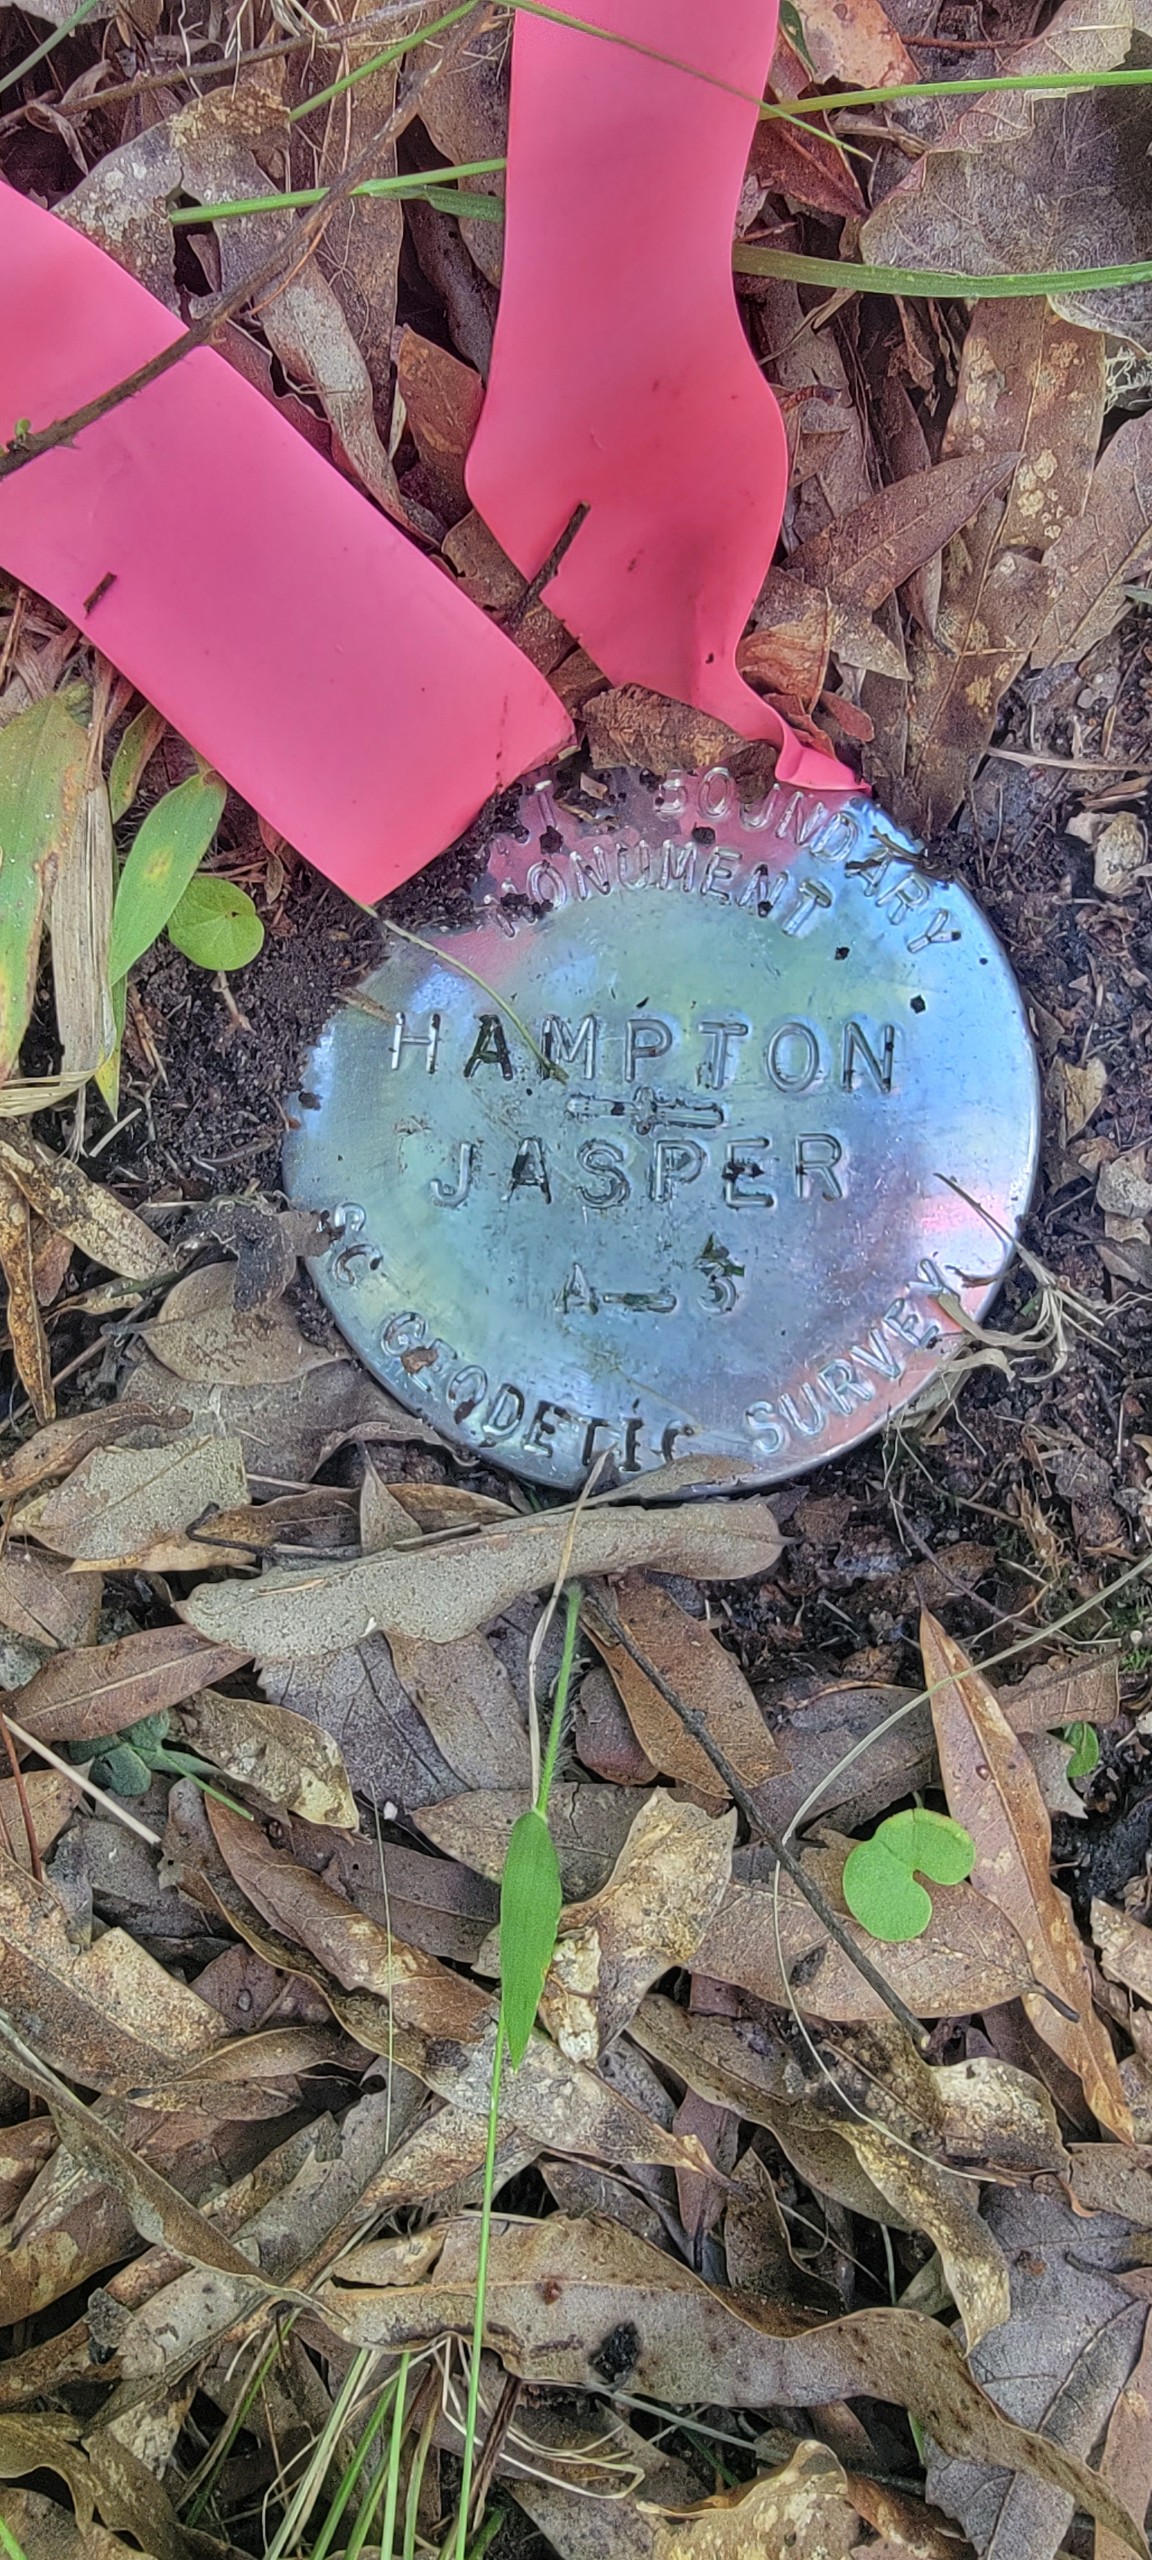 BOUNDARY
MONUMENT
HAMPTON
JASPER
A-3
SC GEODETIC SURVEY